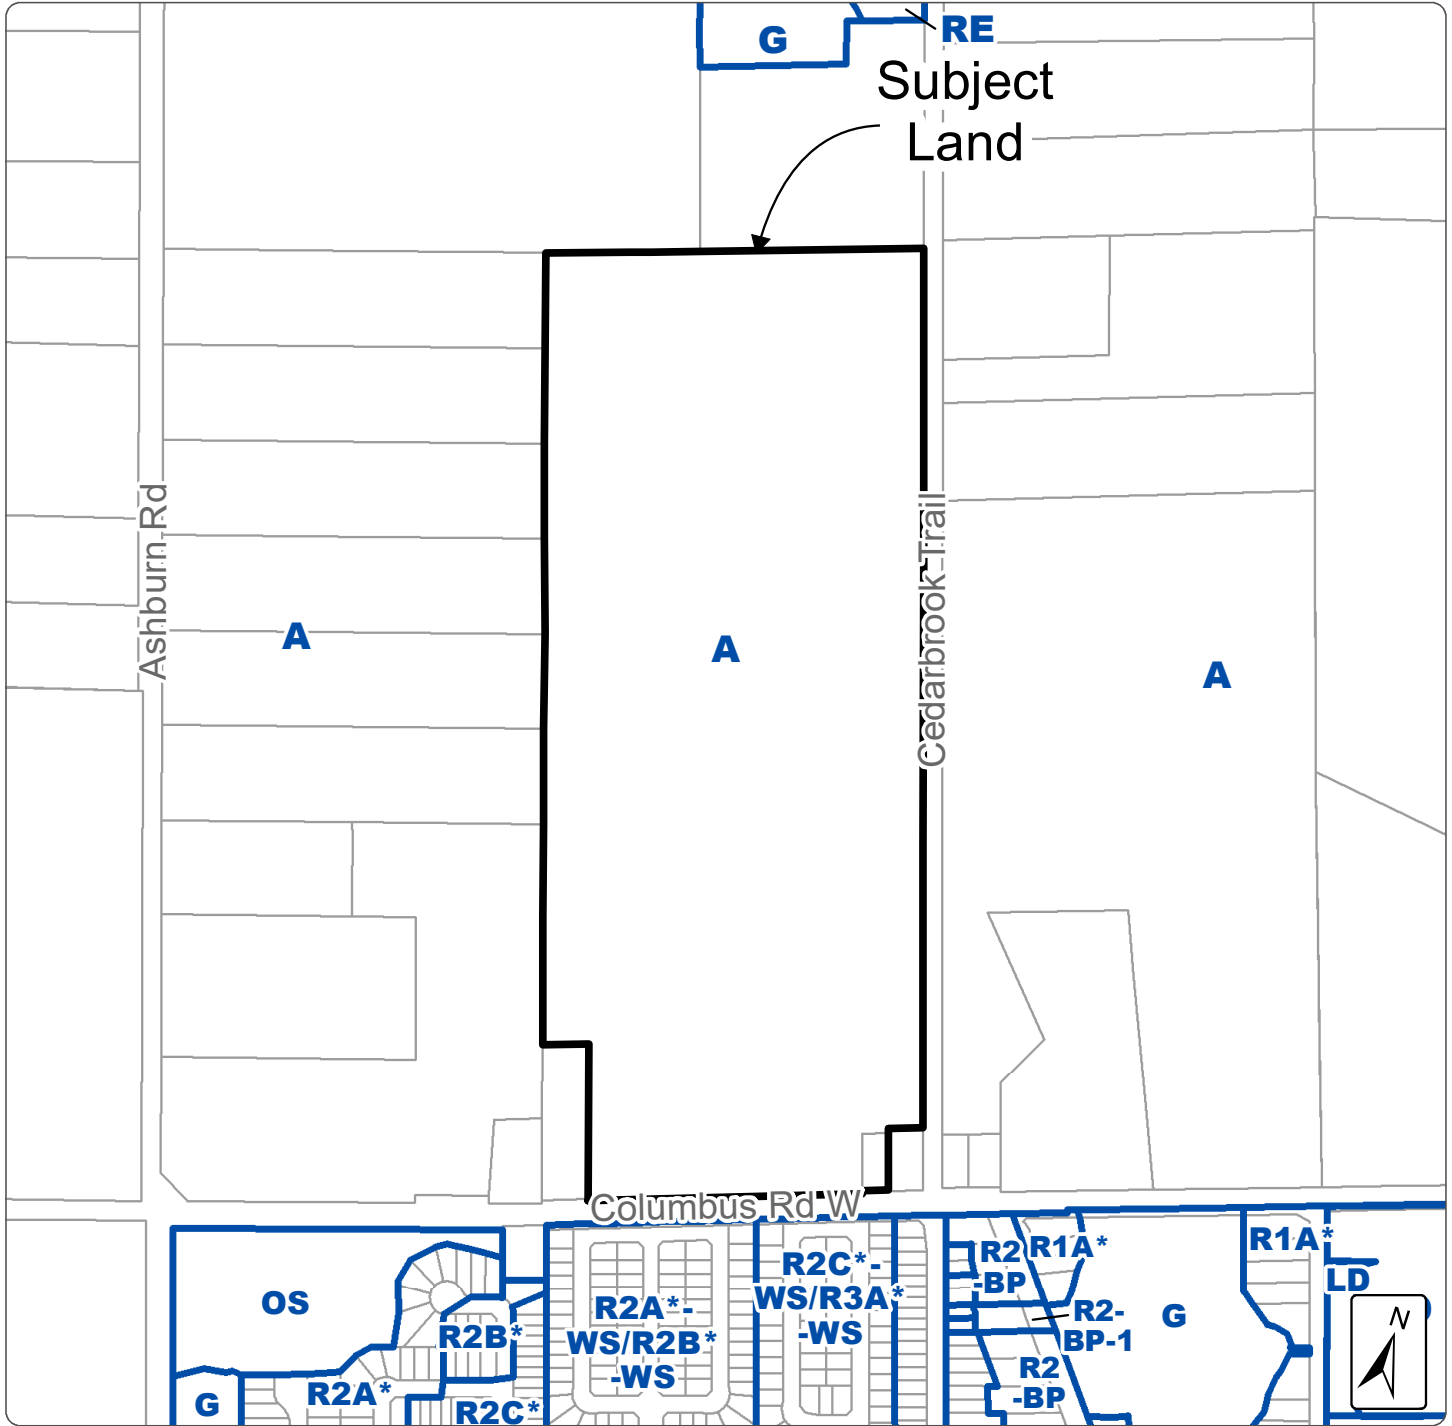 G
RE
Subject
Land
Ashburn Rd
A
A
Cedarbrook Trail
A
Columbus Rd W
OS
G
R2A*
R2B*
R2C*
R2A*-
WS/R2B*
-WS
R2C*-
WS/R3A*
-WS
R2
-BP
R1A*
R2-
BP-1
R2
-BP
G
R1A*
LD
N